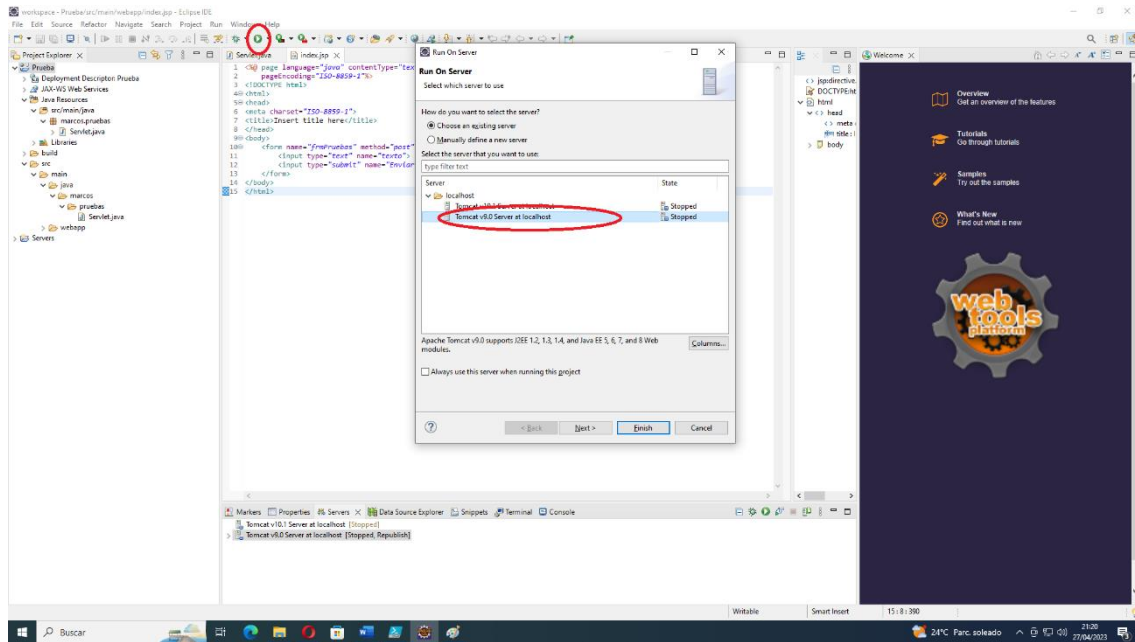 workspace - Prueba/src/main/webapp/index.jsp - Eclipse IDE
File Edit Source Refactor Navigate Search Project Run Window Help
Project Explorer
Prueba
Deployment Descriptor: Prueba
JAX-WS Web Services
Java Resources
src/main/java
marcos.pruebas
Servlet.java
Libraries
build
src
main
java
marcos
pruebas
Servlet.java
webapp
Servers
Servlet.java index.jsp
1 <%@ page language="java" contentType="tex
2 pageEncoding="ISO-8859-1"%>
3 <!DOCTYPE html>
4 <html>
5 <head>
6 <meta charset="ISO-8859-1">
7 <title>Insert title here</title>
8 </head>
9 <body>
10 <form name="frmPruebas" method="post"
11 <input type="text" name="texto">
12 <input type="submit" name="Enviar
13 </form>
14 </body>
15 </html>
Run On Server
Run On Server
Select which server to use
How do you want to select the server?
Choose an existing server
Manually define a new server
Select the server that you want to use:
type filter text
Server State
localhost
Tomcat v10.1 Server at localhost Stopped
Tomcat v9.0 Server at localhost Stopped
Apache Tomcat v9.0 supports J2EE 1.2, 1.3, 1.4, and Java EE 5, 6, 7, and 8 Web
modules.
Columns...
Always use this server when running this project
< Back Next > Finish Cancel
jsp:directive.
DOCTYPE:ht
html
head
meta
title : I
body
Welcome
Overview
Get an overview of the features
Tutorials
Go through tutorials
Samples
Try out the samples
What's New
Find out what is new
web
tools
platform
Markers Properties Servers Data Source Explorer Snippets Terminal Console
Tomcat v10.1 Server at localhost [Stopped]
Tomcat v9.0 Server at localhost [Stopped, Republish]
Writable Smart Insert 15 : 8 : 390
Buscar
24°C Parc. soleado
21:20
27/04/2023